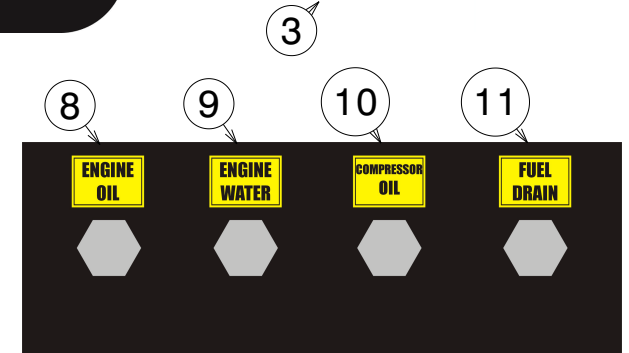 3
8
9
10
11
ENGINE
OIL
ENGINE
WATER
COMPRESSOR
OIL
FUEL
DRAIN